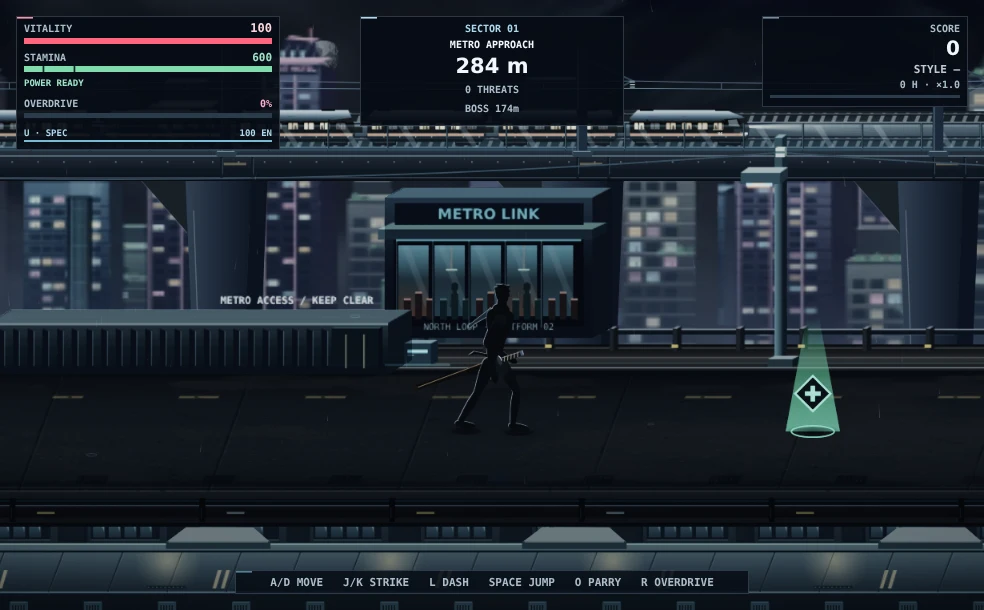 VITALITY 100
STAMINA 600
POWER READY
OVERDRIVE 0%
U · SPEC 100 EN
SECTOR 01
METRO APPROACH
284 m
0 THREATS
BOSS 174m
SCORE
0
STYLE —
0 H · ×1.0
METRO LINK
METRO ACCESS / KEEP CLEAR
NORTH 02
A/D MOVE J/K STRIKE L DASH SPACE JUMP O PARRY R OVERDRIVE